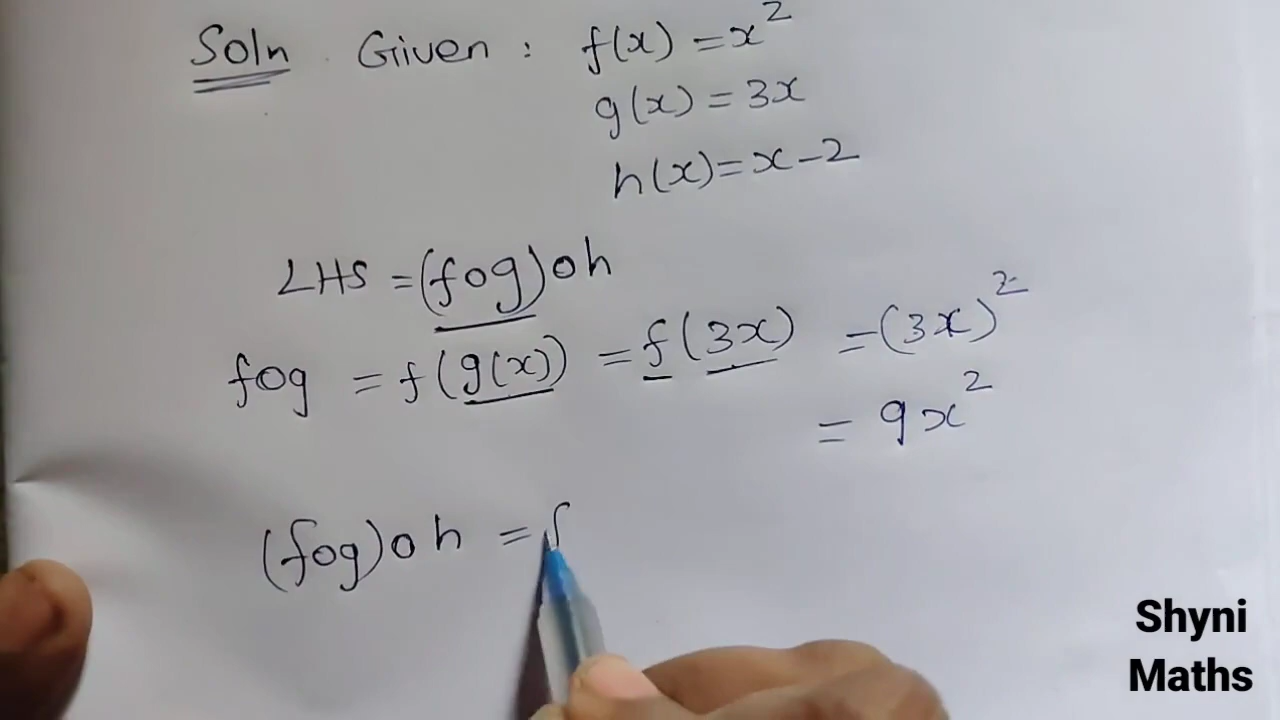 Soln Given : f(x) = x²
g(x) = 3x
h(x) = x-2
LHS = (fog)oh
fog = f(g(x)) = f(3x) = (3x)²
= 9x²
(fog)oh = f
Shyni
Maths